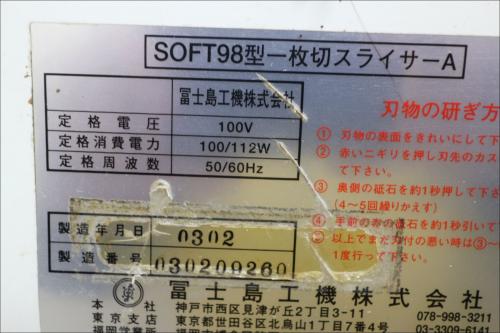 SOFT98型一枚切スライサーA
冨士島工機株式会社
定格電圧 100V
定格消費電力 100/112W
定格周波数 50/60Hz
製造年月日 0302
製造番号 030209260
刃物の研ぎ方
① 刃物の表面をきれいにして下
② 赤いニギリを押し刃先のカス
て下さい
③ 奥側の砥石を約1秒押して下
(4〜5回繰りかえす)
④ 手前の赤の砥石を約1秒引いて
⑤ 以上でまだ刃付の悪い時は③〜
1度行って下さい。
冨士島工機株式会社
本社 神戸市西区見津が丘2丁目3-11 078-998-3211
東京支店 東京都世田谷区北烏山1丁目7番4号 03-3309-614